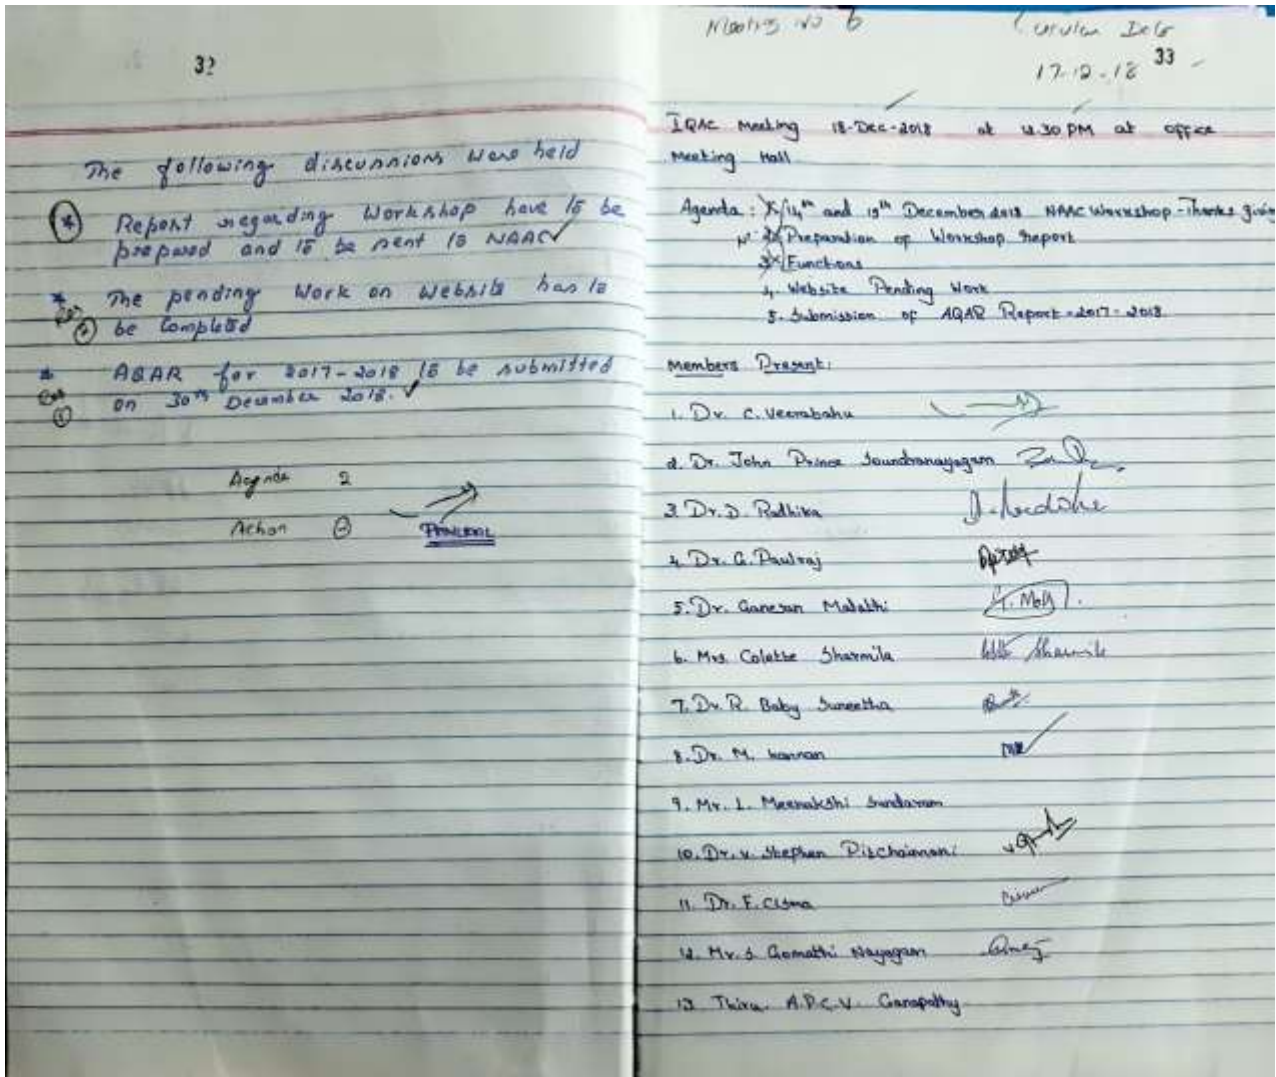 32
The following discussions were held
* Report regarding Workshop have to be
prepared and to be sent to NAAC
* The pending Work on Website has to
be Completed
* AQAR for 2017-2018 to be submitted
on 30th December 2018.
Agenda 2
Action
PRINCIPAL
Meeting No 6
Circular Date
17-12-18
33
IQAC Meeting 18-Dec-2018 at 12.30 PM at office
Meeting Hall
Agenda: 1. 14th and 15th December 2018 NAAC Workshop - Thanks giving
2. Preparation of Workshop Report
3. Functions
4. Website Pending Work
5. Submission of AQAR Report - 2017-2018
Members Present:
1. Dr. C. Veerabahu
2. Dr. John Prince Soundranayagam
3. Dr. D. Radhika D. Radhika
4. Dr. G. Paulraj
5. Dr. Ganesan Malathi
6. Mrs. Colette Sharmila Sharmila
7. Dr. R. Baby Suneetha
8. Dr. M. Kannan
9. Mr. L. Meenakshi Sundaram
10. Dr. V. Stephen Pitchaimani
11. Dr. F. Cisma
12. Mr. S. Gomathi Nayagam
13 Thiru. A.P.C.V.